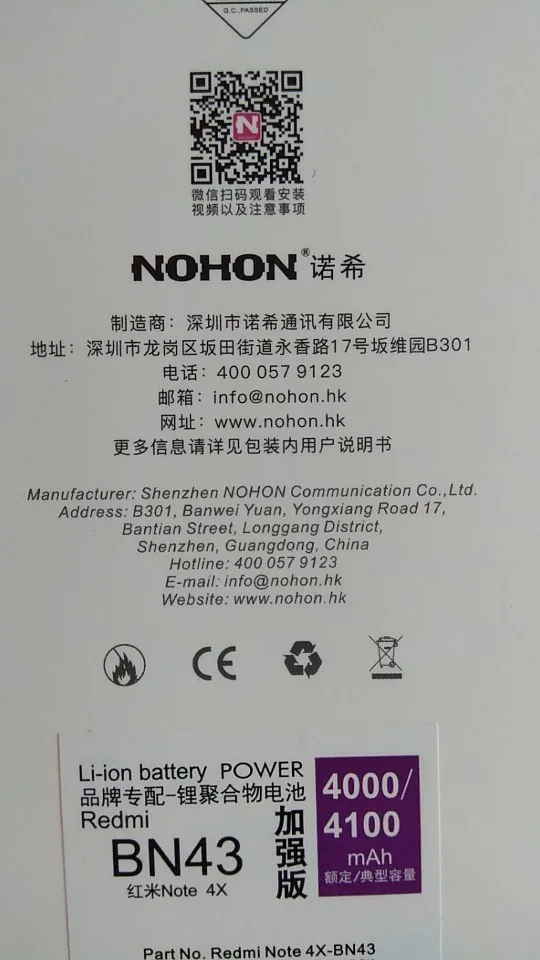 Q.C.,PASSED
N
微信扫码观看安装
视频以及注意事项
NOHON®诺希
制造商：深圳市诺希通讯有限公司
地址：深圳市龙岗区坂田街道永香路17号坂维园B301
电话：400 057 9123
邮箱：info@nohon.hk
网址：www.nohon.hk
更多信息请详见包装内用户说明书
Manufacturer: Shenzhen NOHON Communication Co.,Ltd.
Address: B301, Banwei Yuan, Yongxiang Road 17,
Bantian Street, Longgang District,
Shenzhen, Guangdong, China
Hotline: 400 057 9123
E-mail: info@nohon.hk
Website: www.nohon.hk
CE
Li-ion battery POWER
品牌专配-锂聚合物电池
Redmi
BN43
红米Note 4X
加强版
4000/
4100
mAh
额定/典型容量
Part No. Redmi Note 4X-BN43